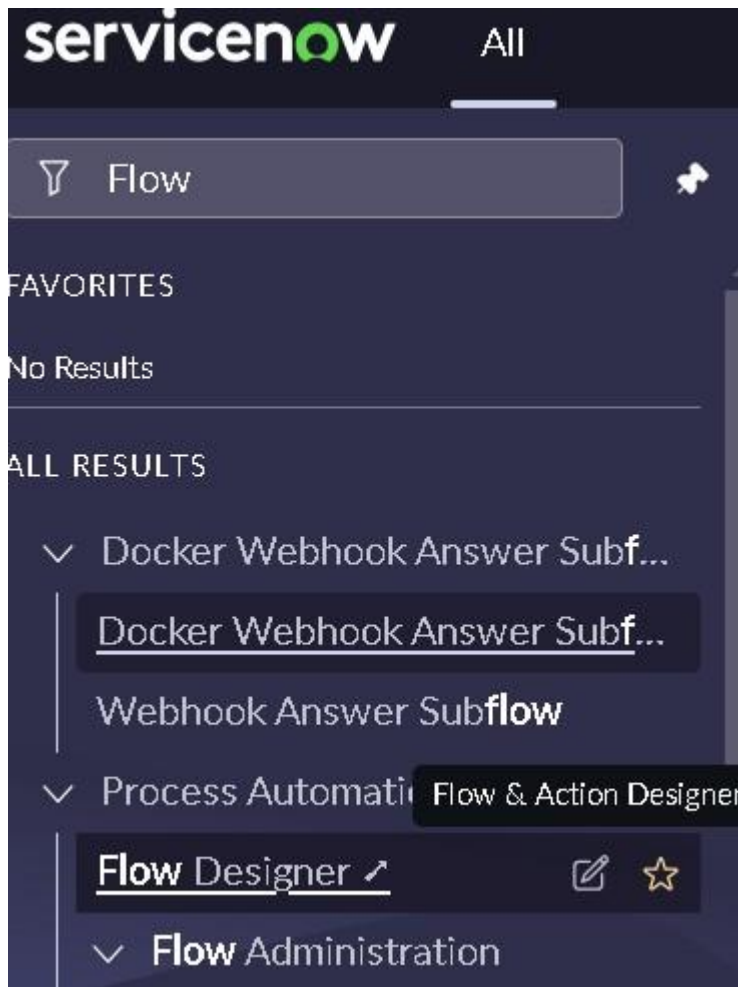 servicenow All
Flow
FAVORITES
No Results
ALL RESULTS
Docker Webhook Answer Subf...
Docker Webhook Answer Subf...
Webhook Answer Subflow
Process Automati Flow & Action Designer
Flow Designer
Flow Administration